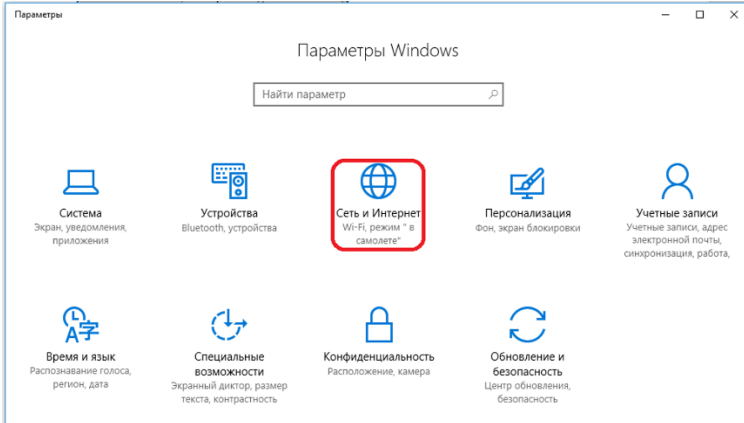 Параметры
Параметры Windows
Найти параметр
Система
Экран, уведомления,
приложения
Устройства
Bluetooth, устройства
Сеть и Интернет
Wi-Fi, режим " в
самолете"
Персонализация
Фон, экран блокировки
Учетные записи
Учетные записи, адрес
электронной почты,
синхронизация, работа,
Время и язык
Распознавание голоса,
регион, дата
Специальные
возможности
Экранный диктор, размер
текста, контрастность
Конфиденциальность
Расположение, камера
Обновление и
безопасность
Центр обновления,
безопасность